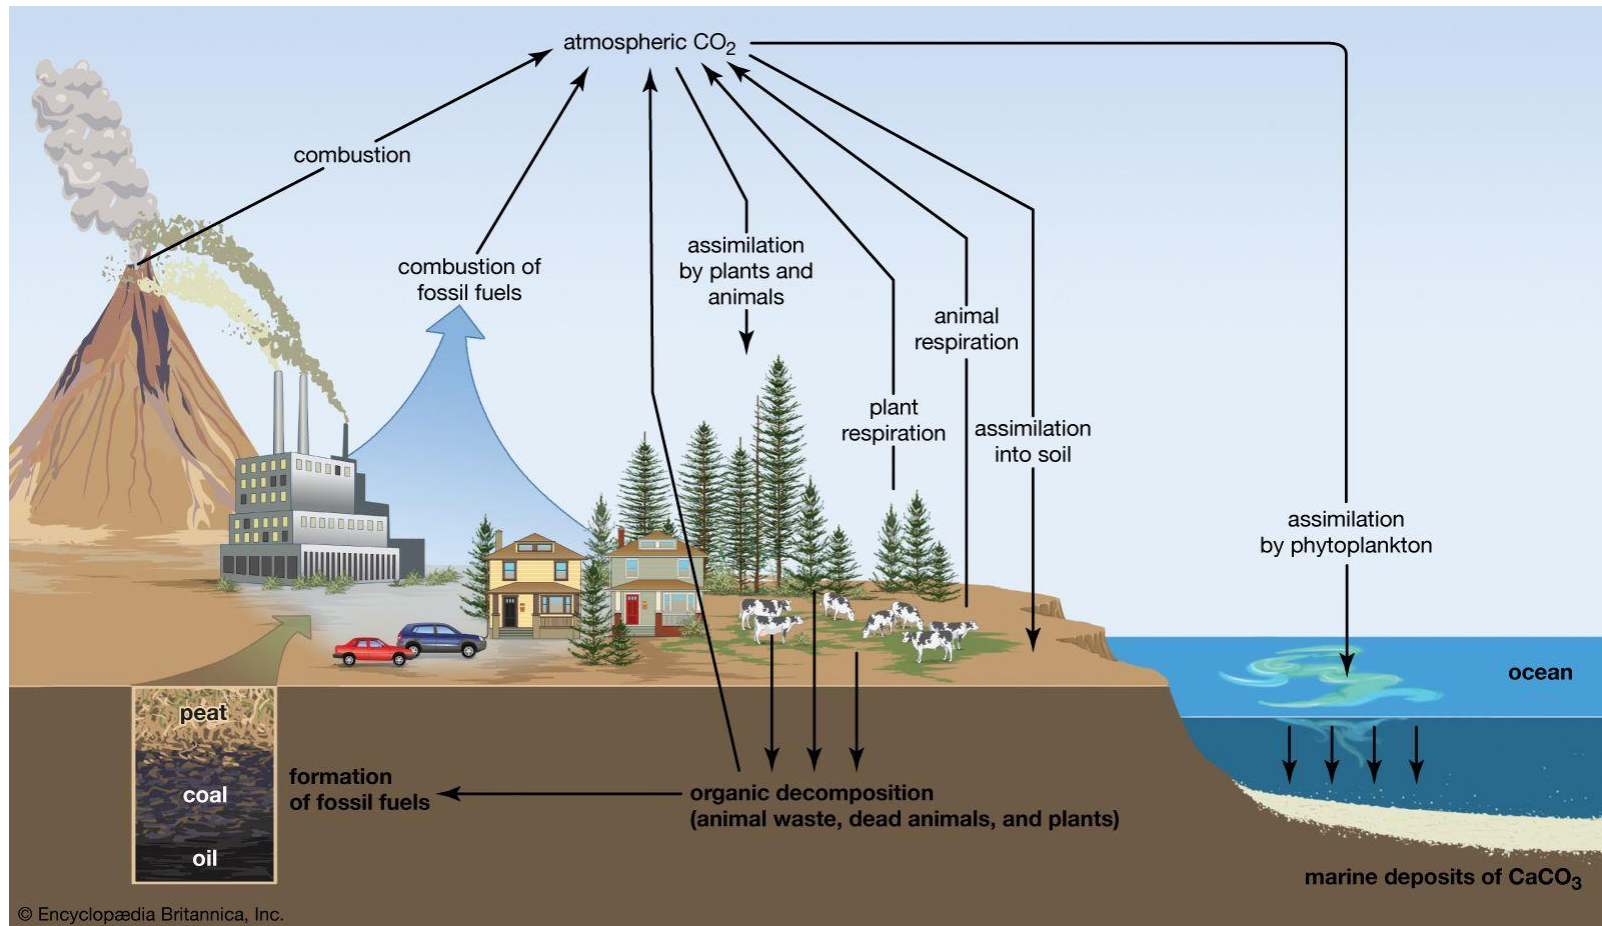 atmospheric CO₂
combustion
combustion of
fossil fuels
assimilation
by plants and
animals
animal
respiration
plant
respiration
assimilation
into soil
assimilation
by phytoplankton
ocean
peat
coal
oil
formation
of fossil fuels
organic decomposition
(animal waste, dead animals, and plants)
marine deposits of CaCO₃
© Encyclopædia Britannica, Inc.